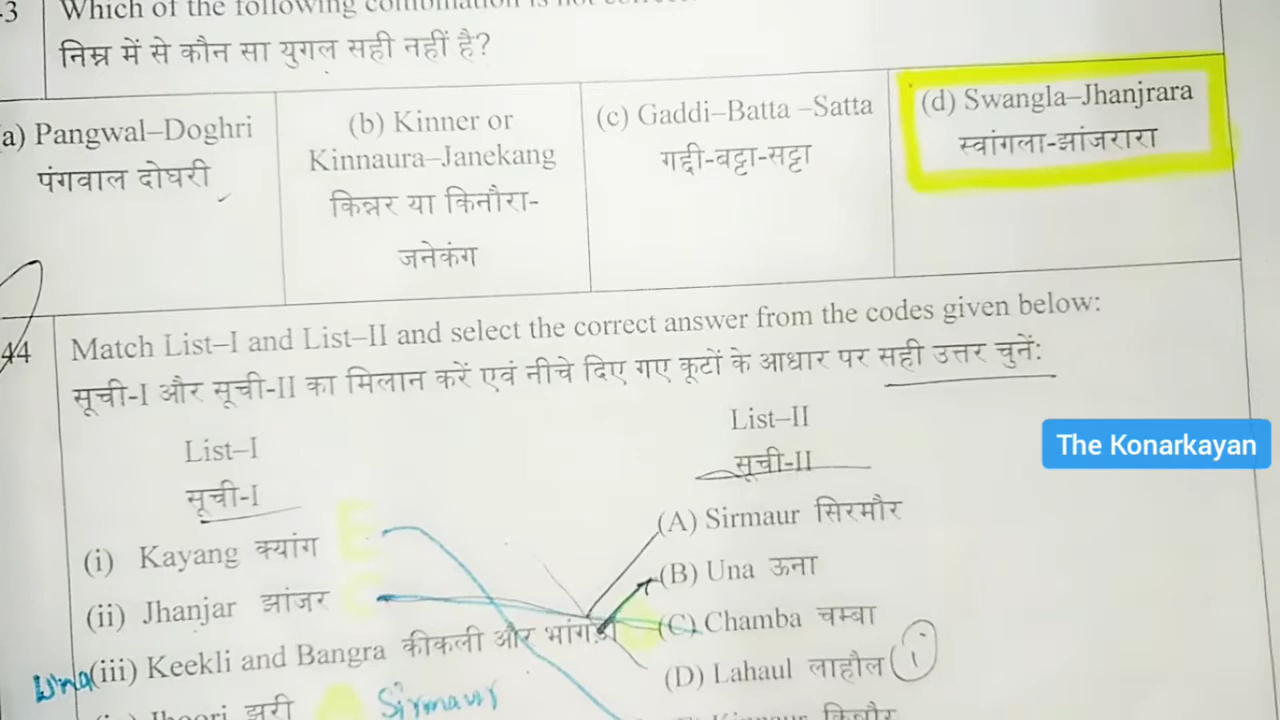 -3 Which of the following combination is not
निम्न में से कौन सा युगल सही नहीं है?
a) Pangwal–Doghri
पंगवाल दोघरी
(b) Kinner or
Kinnaura–Janekang
किन्नर या किनौरा-
जनेकंग
(c) Gaddi–Batta –Satta
गद्दी-बट्टा-सट्टा
(d) Swangla–Jhanjrara
स्वांगला-झांजरारा
44 Match List–I and List–II and select the correct answer from the codes given below:
सूची-I और सूची-II का मिलान करें एवं नीचे दिए गए कूटों के आधार पर सही उत्तर चुनें:
List–I
सूची-I
List–II
सूची-II
The Konarkayan
(i) Kayang क्यांग E
(A) Sirmaur सिरमौर
(ii) Jhanjar झांजर C
(B) Una ऊना
(iii) Keekli and Bangra कीकली और भांगड़ा
(C) Chamba चम्बा
Una
(D) Lahaul लाहौल (i)
Jhoori झूरी
Sirmaur
Kinnaur किन्नौर